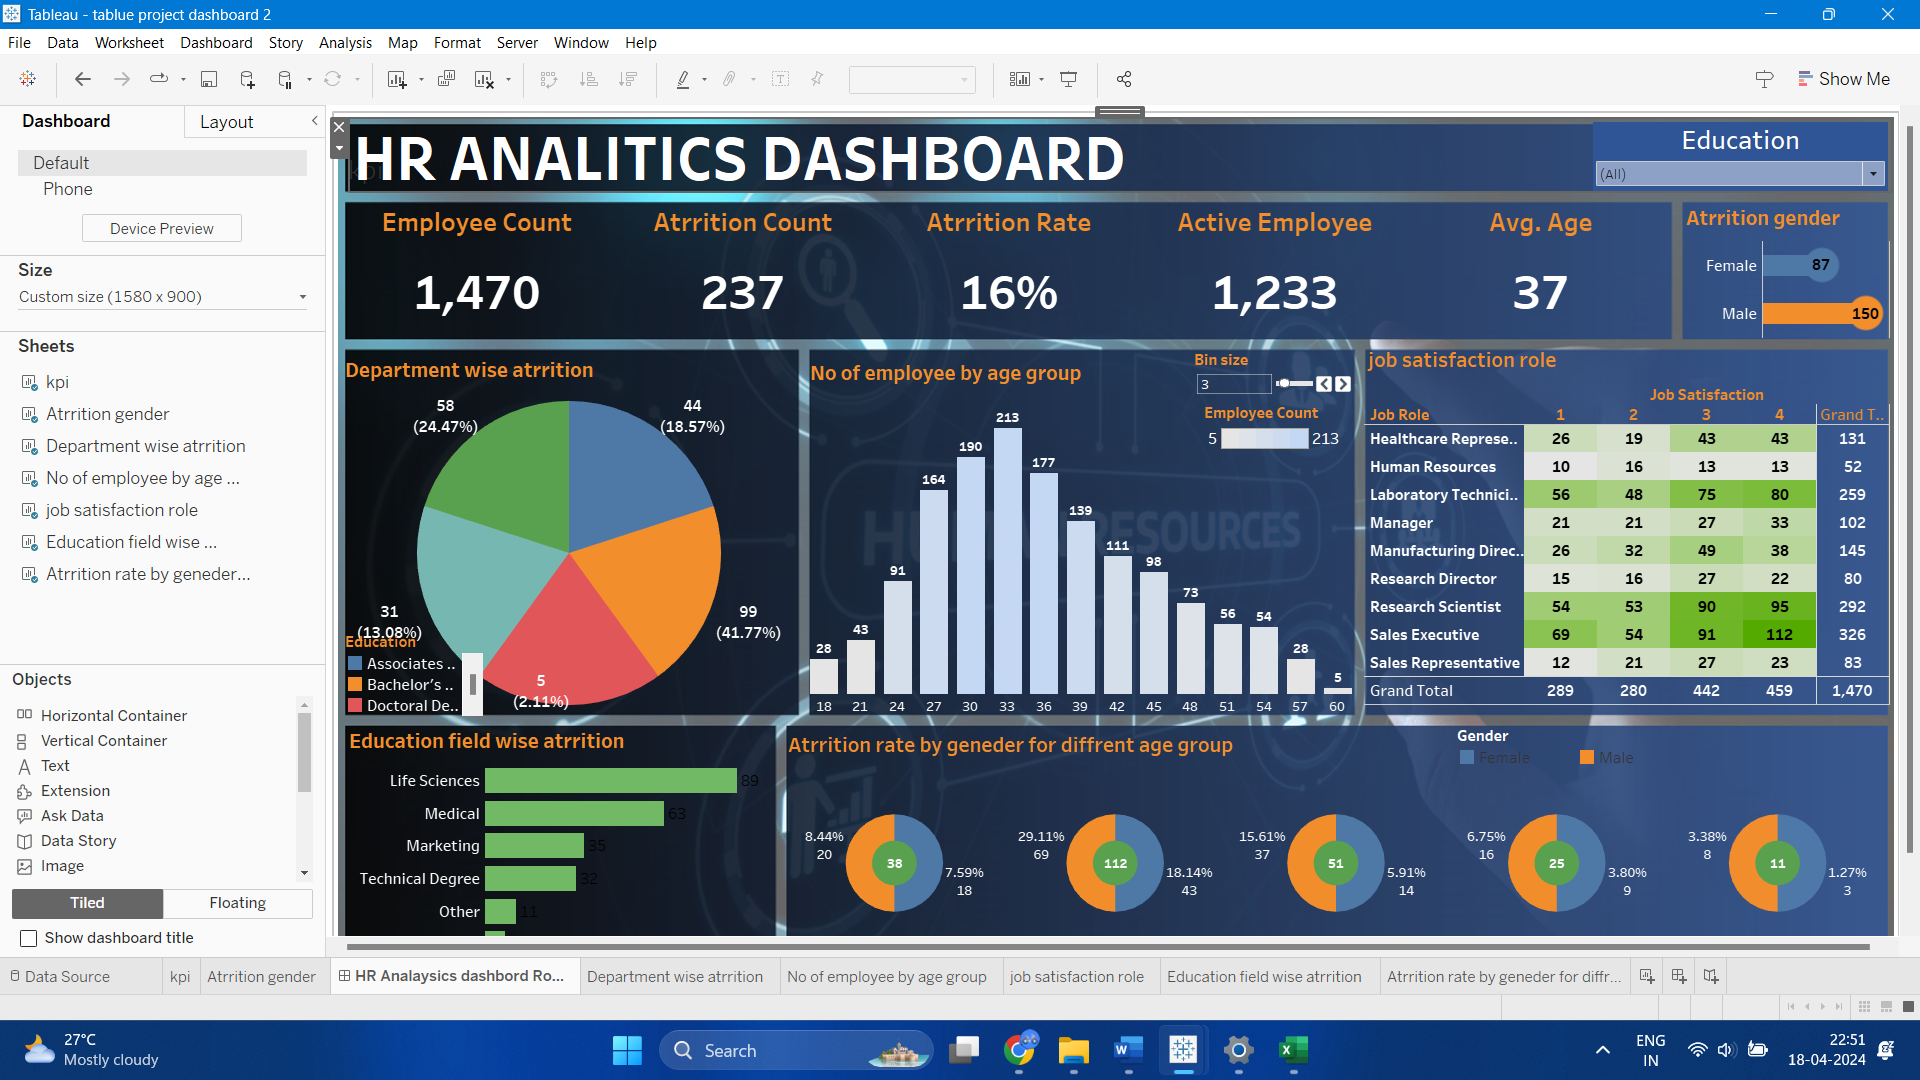 Tableau - tablue project dashboard 2
File Data Worksheet Dashboard Story Analysis Map Format Server Window Help
Show Me
Dashboard
Layout
Default
Phone
Device Preview
Size
Custom size (1580 x 900)
Sheets
kpi
Atrrition gender
Department wise atrrition
No of employee by age ...
job satisfaction role
Education field wise ...
Atrrition rate by geneder...
Objects
Horizontal Container
Vertical Container
Text
Extension
Ask Data
Data Story
Image
Tiled
Floating
Show dashboard title
kpi
HR ANALITICS DASHBOARD
Education
(All)
Employee Count
1,470
Atrrition Count
237
Atrrition Rate
16%
Active Employee
1,233
Avg. Age
37
Atrrition gender
Female 87
Male 150
Department wise atrrition
58
(24.47%)
44
(18.57%)
31
(13.08%)
99
(41.77%)
5
(2.11%)
Education
Associates ..
Bachelor's ..
Doctoral De..
No of employee by age group
Bin size
3
Employee Count
5 213
28 43 91 164 190 213 177 139 111 98 73 56 54 28 5
18 21 24 27 30 33 36 39 42 45 48 51 54 57 60
HUMAN RESOURCES
job satisfaction role
Job Satisfaction
Job Role 1 2 3 4 Grand T..
Healthcare Represe.. 26 19 43 43 131
Human Resources 10 16 13 13 52
Laboratory Technici.. 56 48 75 80 259
Manager 21 21 27 33 102
Manufacturing Direc.. 26 32 49 38 145
Research Director 15 16 27 22 80
Research Scientist 54 53 90 95 292
Sales Executive 69 54 91 112 326
Sales Representative 12 21 27 23 83
Grand Total 289 280 442 459 1,470
Education field wise atrrition
Life Sciences 89
Medical 63
Marketing 35
Technical Degree 32
Other 11
Atrrition rate by geneder for diffrent age group
Gender
Female Male
8.44%
20
38
7.59%
18
29.11%
69
112
18.14%
43
15.61%
37
51
5.91%
14
6.75%
16
25
3.80%
9
3.38%
8
11
1.27%
3
Data Source
kpi
Atrrition gender
HR Analaysics dashbord Ro...
Department wise atrrition
No of employee by age group
job satisfaction role
Education field wise atrrition
Atrrition rate by geneder for diffr...
27°C
Mostly cloudy
Search
ENG
IN
22:51
18-04-2024